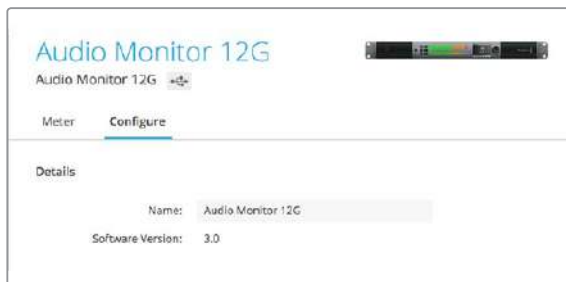 Audio Monitor 12G
Audio Monitor 12G
Meter Configure
Details
Name: Audio Monitor 12G
Software Version: 3.0